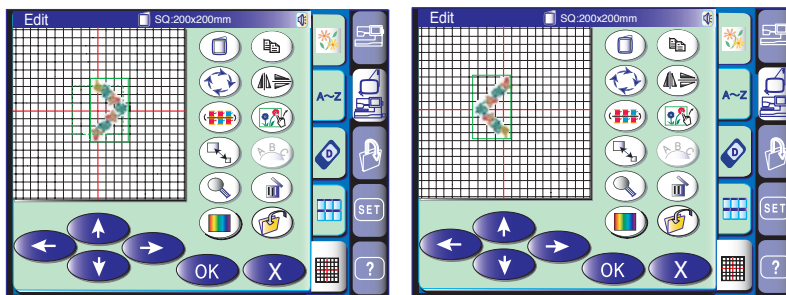 Edit SQ:200x200mm
A~Z
D
A B C
SET
OK X ?
Edit SQ:200x200mm
A~Z
D
A B C
SET
OK X ?